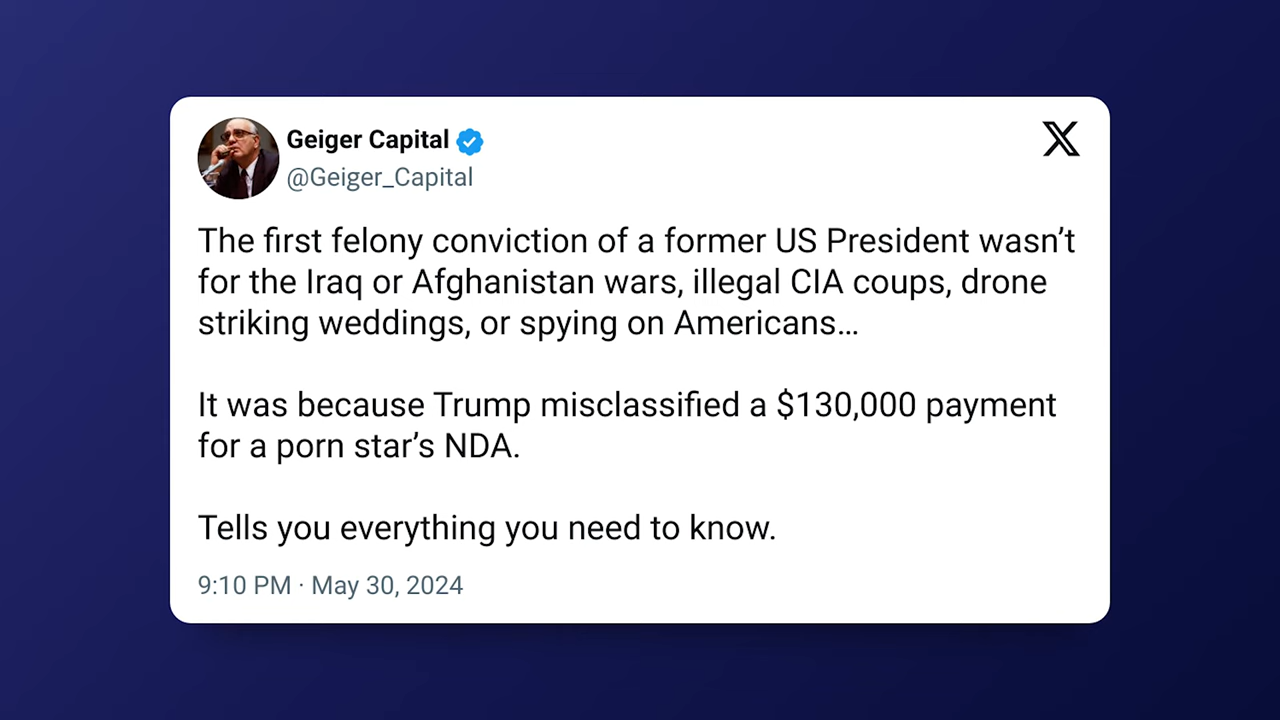 Geiger Capital
@Geiger_Capital
The first felony conviction of a former US President wasn’t
for the Iraq or Afghanistan wars, illegal CIA coups, drone
striking weddings, or spying on Americans…
It was because Trump misclassified a $130,000 payment
for a porn star’s NDA.
Tells you everything you need to know.
9:10 PM · May 30, 2024